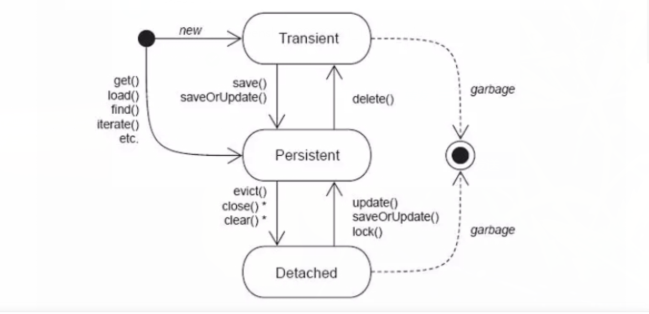 new
Transient
get()
load()
find()
iterate()
etc.
save()
saveOrUpdate()
delete()
garbage
Persistent
evict()
close() *
clear() *
update()
saveOrUpdate()
lock()
garbage
Detached